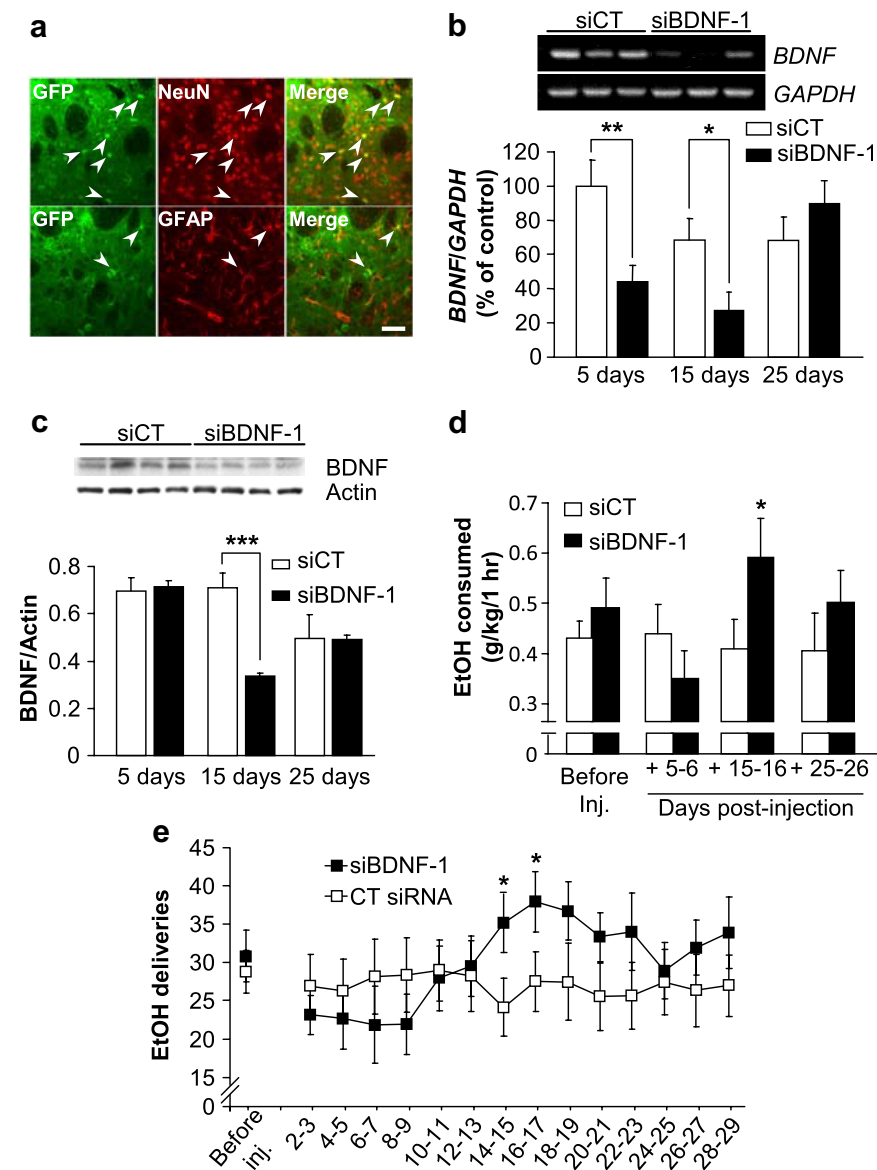 a
GFP NeuN Merge
GFP GFAP Merge
b
siCT siBDNF-1
BDNF
GAPDH
siCT
siBDNF-1
** *
BDNF/GAPDH
(% of control)
120
100
80
60
40
20
0
5 days 15 days 25 days
c
siCT siBDNF-1
BDNF
Actin
***
siCT
siBDNF-1
BDNF/Actin
0.8
0.6
0.4
0.2
0
5 days 15 days 25 days
d
siCT
siBDNF-1
*
EtOH consumed
(g/kg/1 hr)
0.7
0.6
0.5
0.4
0.3
0
Before
Inj.
+ 5-6 + 15-16 + 25-26
Days post-injection
e
siBDNF-1
CT siRNA
* *
EtOH deliveries
45
40
35
30
25
20
15
0
Before
inj.
2-3
4-5
6-7
8-9
10-11
12-13
14-15
16-17
18-19
20-21
22-23
24-25
26-27
28-29